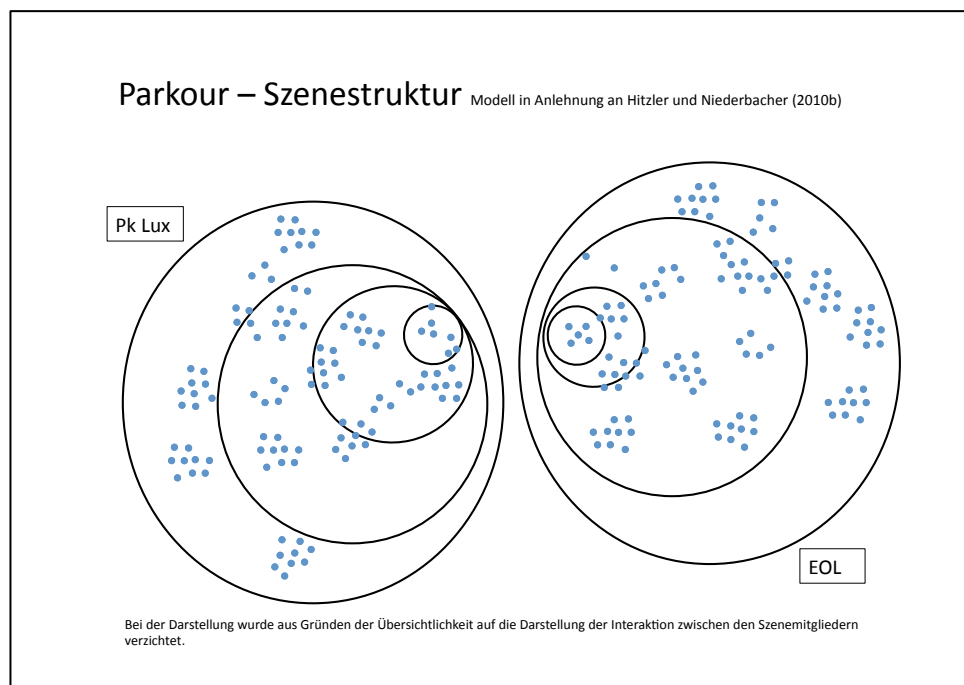 Parkour – Szenestruktur Modell in Anlehnung an Hitzler und Niederbacher (2010b)
Pk Lux
EOL
Bei der Darstellung wurde aus Gründen der Übersichtlichkeit auf die Darstellung der Interaktion zwischen den Szenemitgliedern
verzichtet.